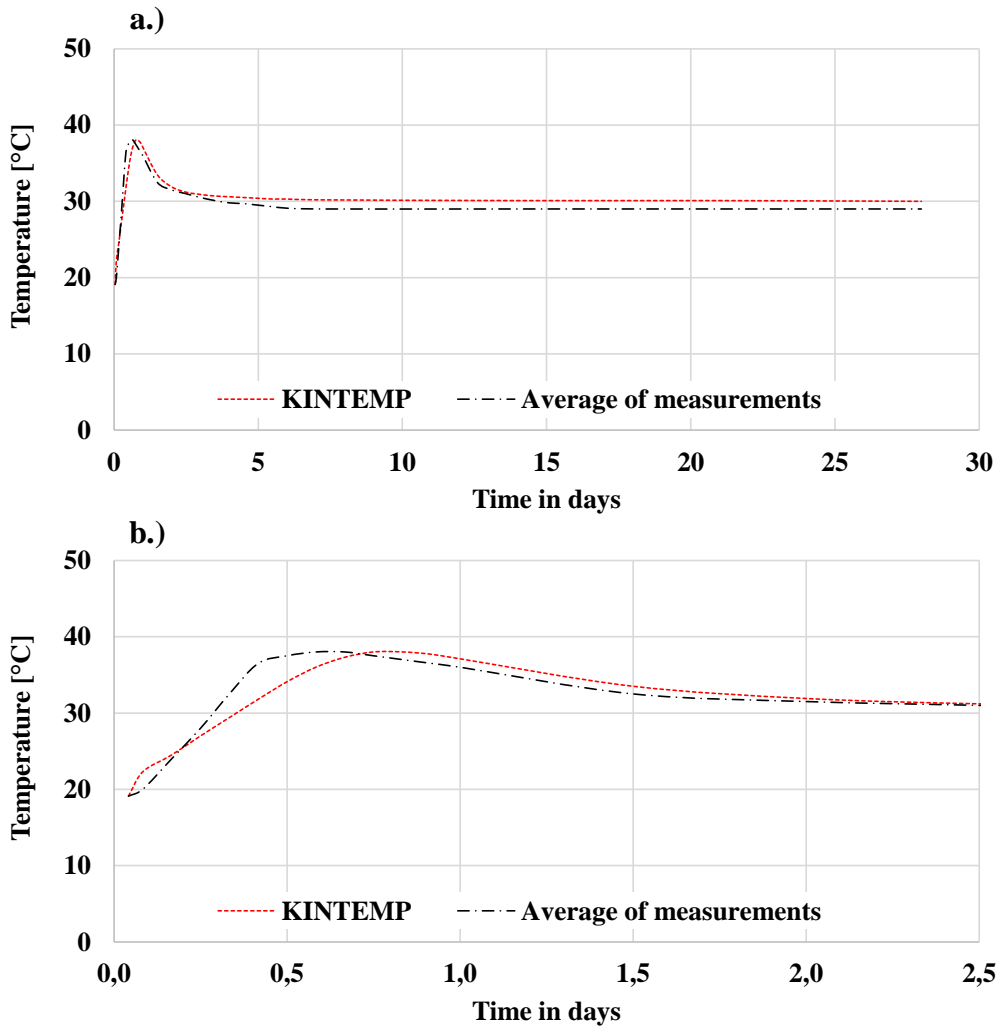 a.)
50
40
30
20
10
0
Temperature [°C]
KINTEMP
Average of measurements
0 5 10 15 20 25 30
Time in days
b.)
50
40
30
20
10
0
Temperature [°C]
KINTEMP
Average of measurements
0,0 0,5 1,0 1,5 2,0 2,5
Time in days